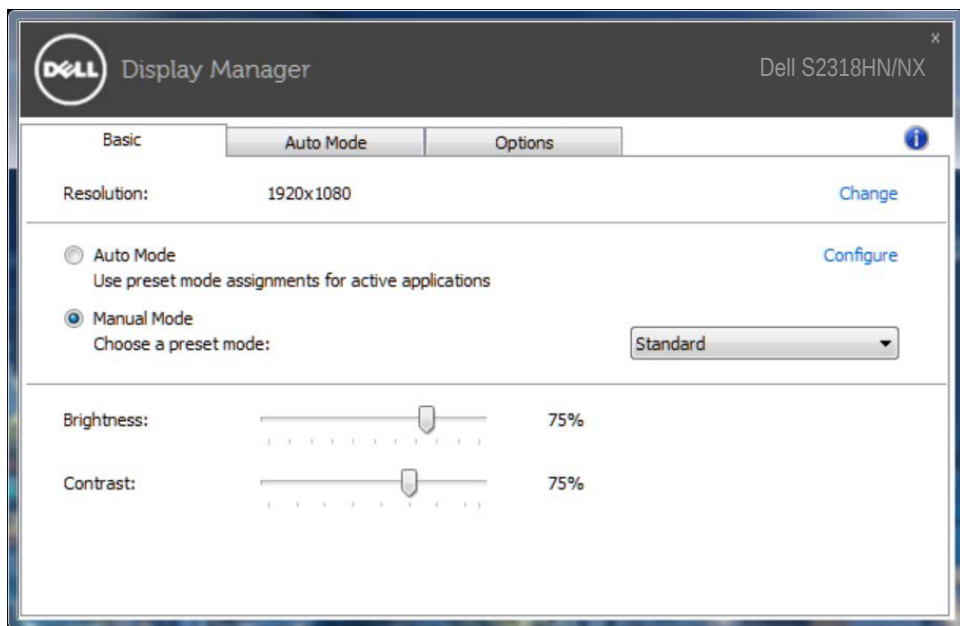 DELL Display Manager
x
Dell S2318HN/NX
Basic
Auto Mode
Options
i
Resolution: 1920x1080 Change
Auto Mode Configure
Use preset mode assignments for active applications
Manual Mode
Choose a preset mode: Standard
Brightness: 75%
Contrast: 75%